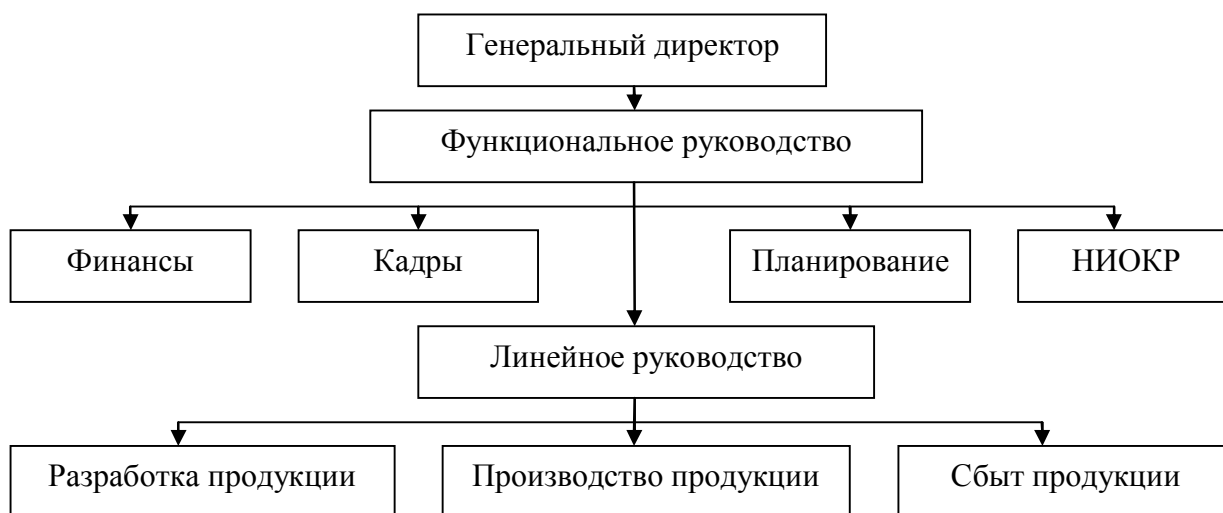 Генеральный директор
Функциональное руководство
Финансы
Кадры
Планирование
НИОКР
Линейное руководство
Разработка продукции
Производство продукции
Сбыт продукции